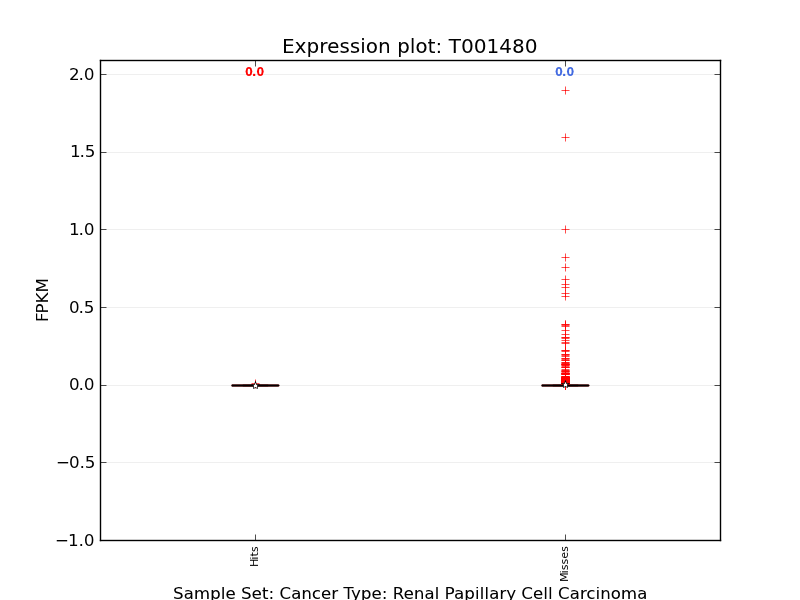 Expression plot: T001480
0.0 0.0
2.0
1.5
1.0
0.5
0.0
−0.5
−1.0
FPKM
Hits
Misses
Sample Set: Cancer Type: Renal Papillary Cell Carcinoma